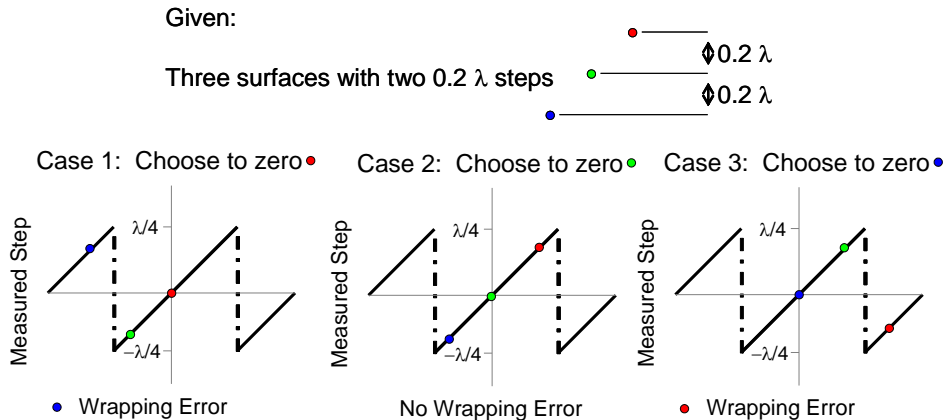 Given:
0.2 λ
Three surfaces with two 0.2 λ steps
0.2 λ
Case 1: Choose to zero
Case 2: Choose to zero
Case 3: Choose to zero
Measured Step
λ/4
−λ/4
Measured Step
λ/4
−λ/4
Measured Step
λ/4
−λ/4
Wrapping Error
No Wrapping Error
Wrapping Error